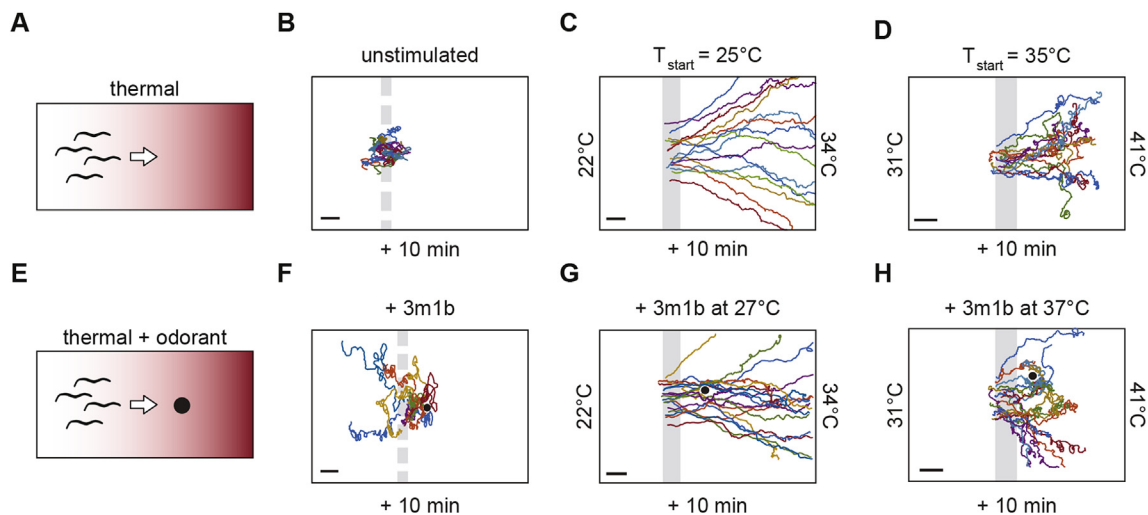 A
thermal
B
unstimulated
+ 10 min
C
T start = 25°C
22°C
34°C
+ 10 min
D
T start = 35°C
31°C
41°C
+ 10 min
E
thermal + odorant
F
+ 3m1b
+ 10 min
G
+ 3m1b at 27°C
22°C
34°C
+ 10 min
H
+ 3m1b at 37°C
31°C
41°C
+ 10 min